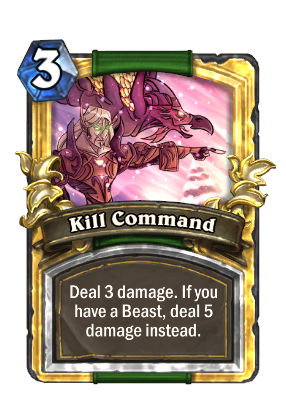 3
Kill Command
Deal 3 damage. If you
have a Beast, deal 5
damage instead.